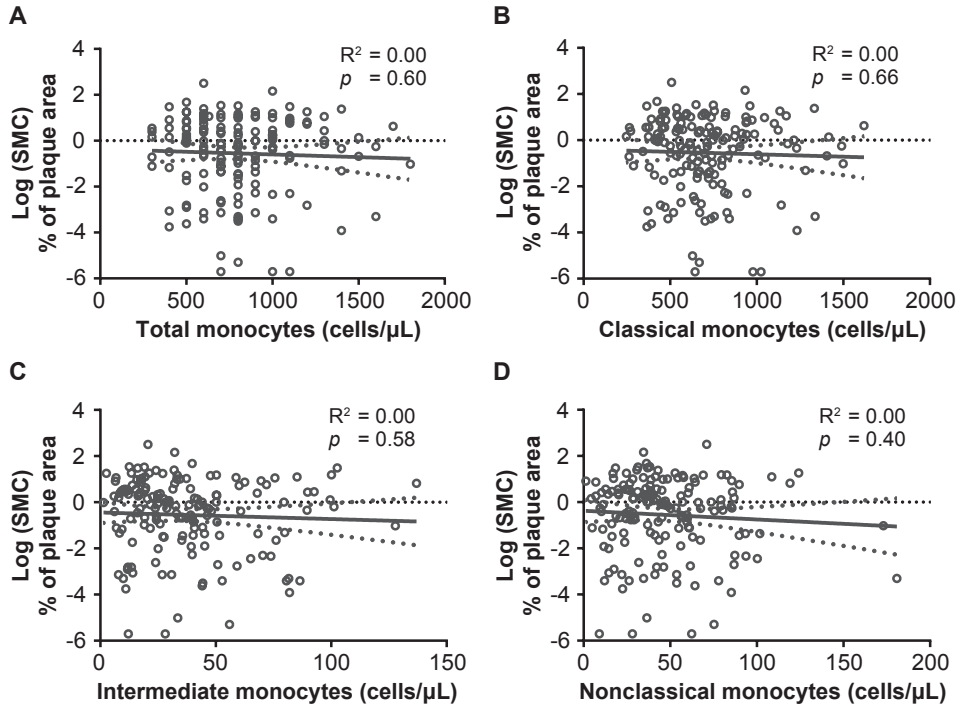 A
Log (SMC)
% of plaque area
4
2
0
-2
-4
-6
R² = 0.00
p = 0.60
0 500 1000 1500 2000
Total monocytes (cells/µL)
B
Log (SMC)
% of plaque area
4
2
0
-2
-4
-6
R² = 0.00
p = 0.66
0 500 1000 1500 2000
Classical monocytes (cells/µL)
C
Log (SMC)
% of plaque area
4
2
0
-2
-4
-6
R² = 0.00
p = 0.58
0 50 100 150
Intermediate monocytes (cells/µL)
D
Log (SMC)
% of plaque area
4
2
0
-2
-4
-6
R² = 0.00
p = 0.40
0 50 100 150 200
Nonclassical monocytes (cells/µL)